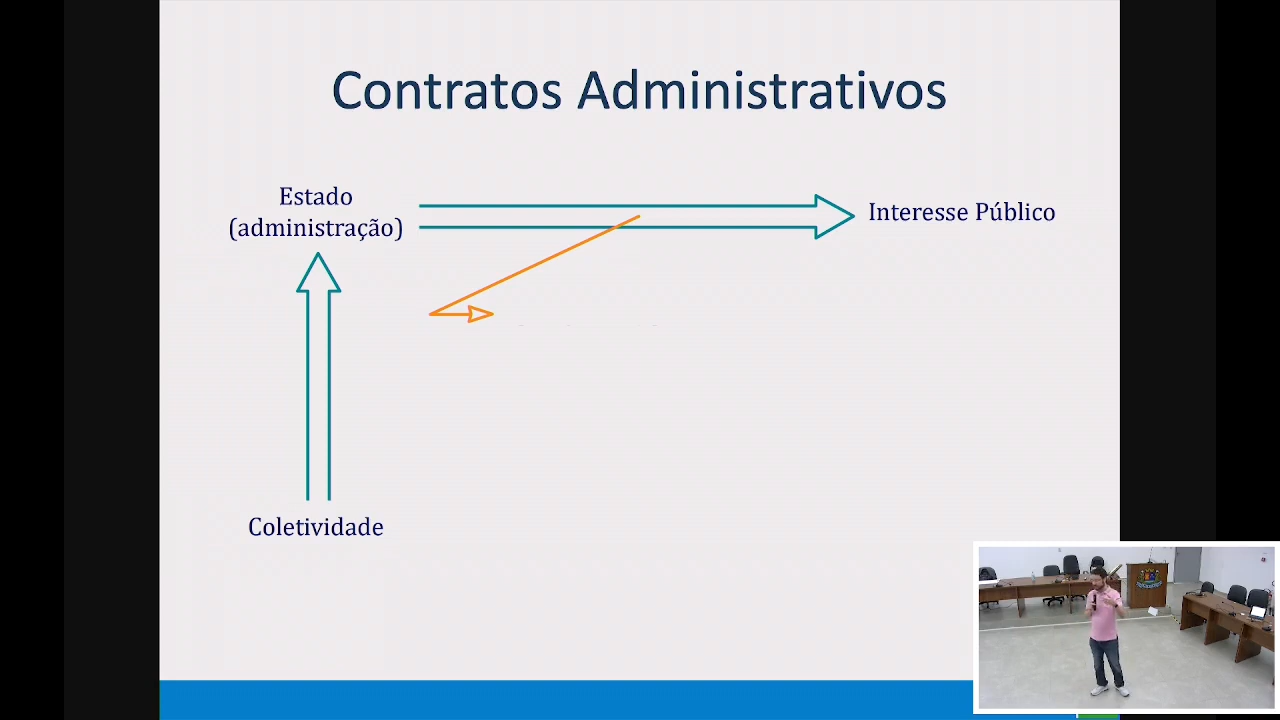 Contratos Administrativos
Estado
(administração)
Interesse Público
Coletividade